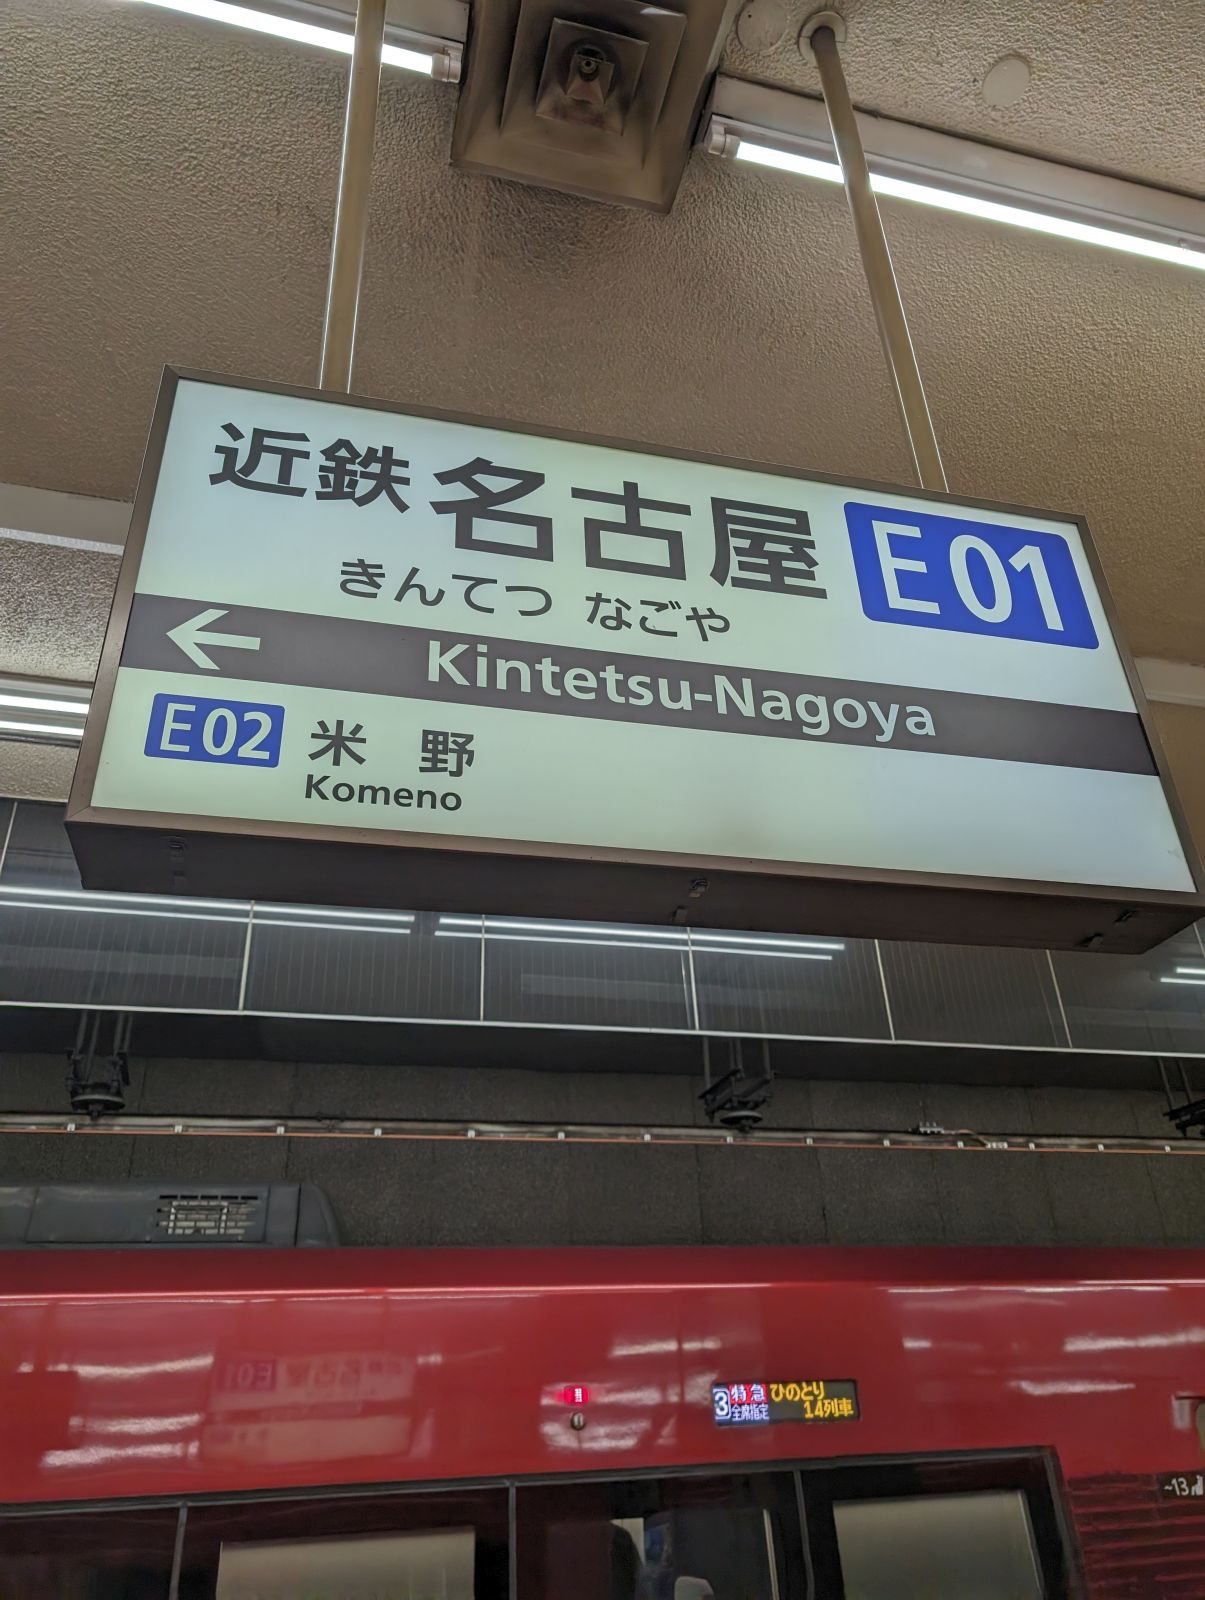 近鉄名古屋 E01
きんてつ なごや
Kintetsu-Nagoya
E02 米野
Komeno
3 特急 ひのとり
全席指定 14列車
~13